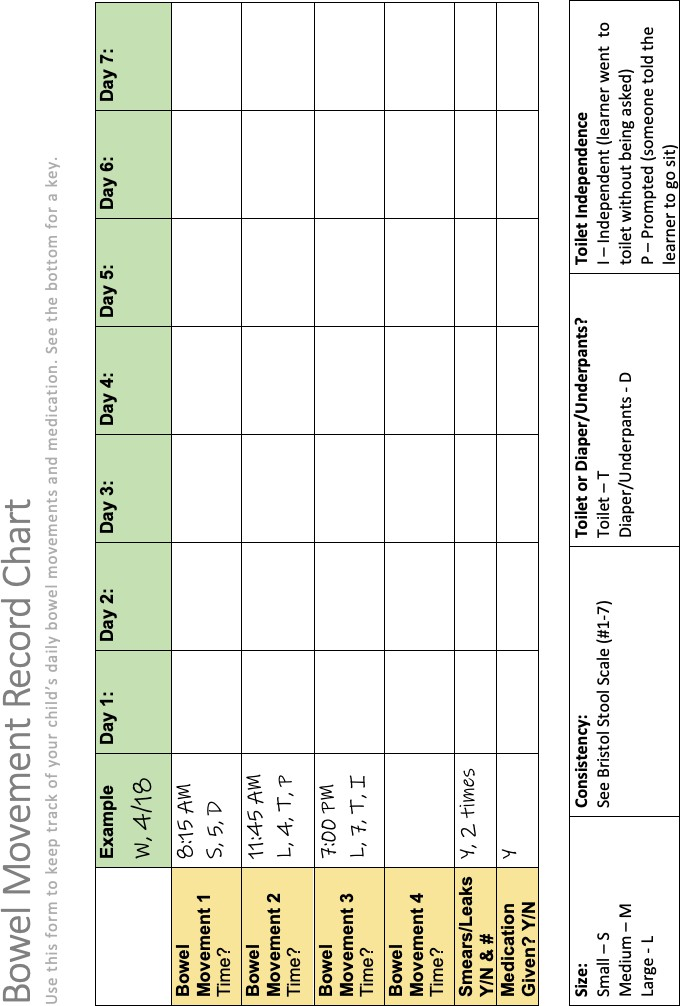 Bowel Movement Record Chart
Use this form to keep track of your child's daily bowel movements and medication. See the bottom for a key.
Example
W, 4/18
Day 1:
Day 2:
Day 3:
Day 4:
Day 5:
Day 6:
Day 7:
Bowel
Movement 1
Time?
8:15 AM
S, 5, D
Bowel
Movement 2
Time?
11:45 AM
L, 4, T, P
Bowel
Movement 3
Time?
7:00 PM
L, 7, T, I
Bowel
Movement 4
Time?
Smears/Leaks
Y/N & #
Y, 2 times
Medication
Given? Y/N
Y
Size:
Small – S
Medium – M
Large - L
Consistency:
See Bristol Stool Scale (#1-7)
Toilet or Diaper/Underpants?
Toilet – T
Diaper/Underpants - D
Toilet Independence
I – Independent (learner went to
toilet without being asked)
P – Prompted (someone told the
learner to go sit)